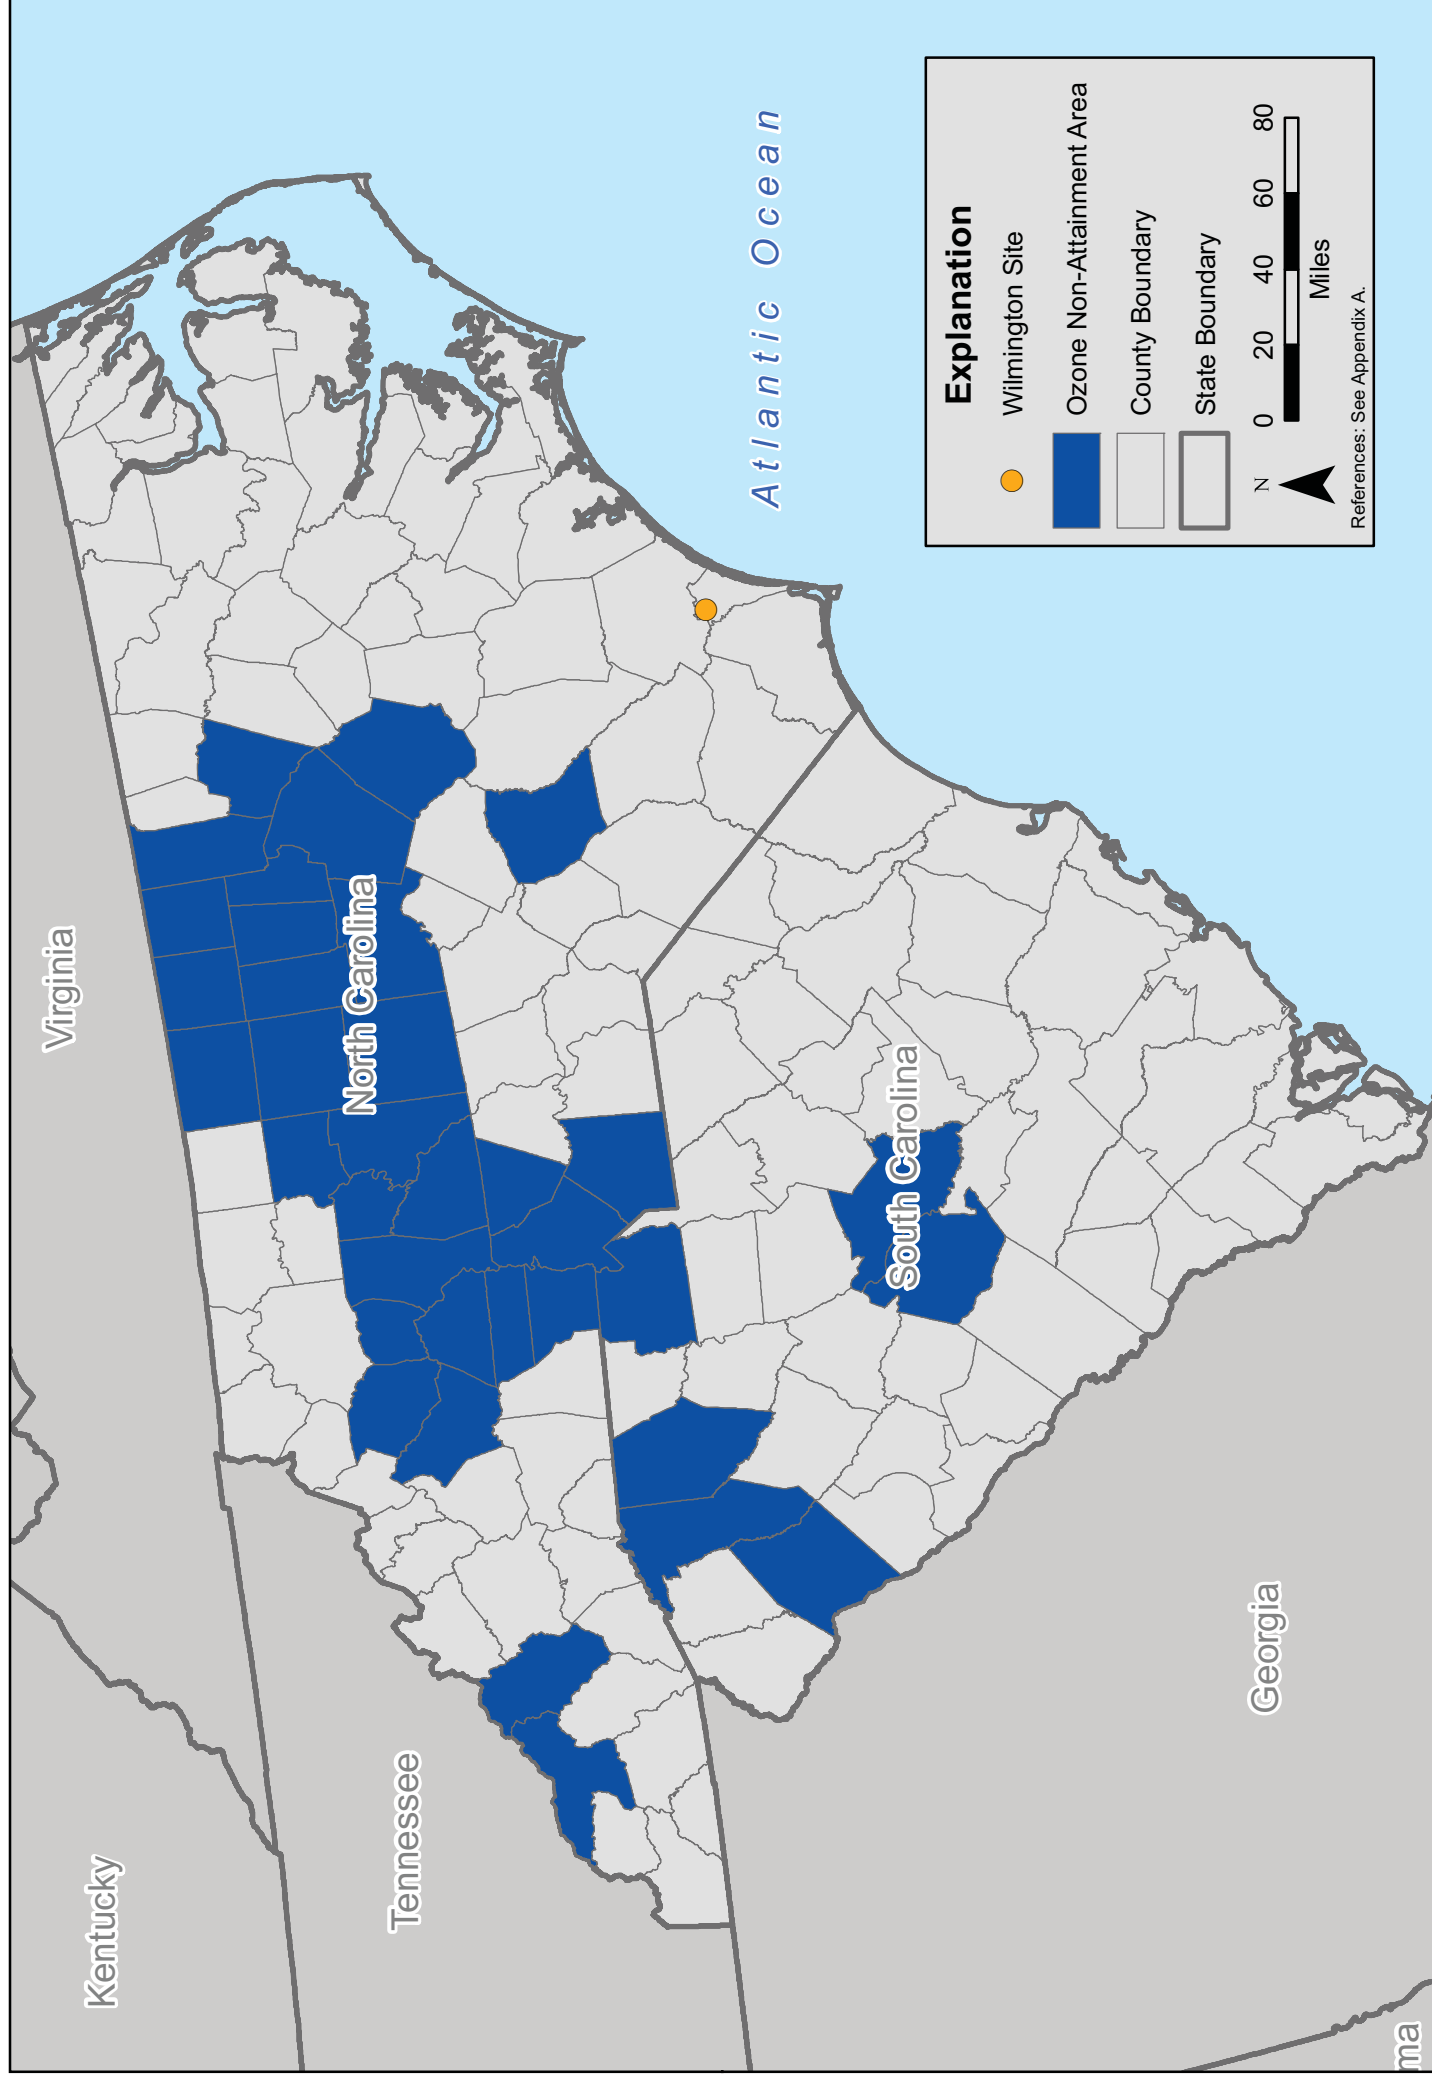 Kentucky
Virginia
Tennessee
North Carolina
Atlantic Ocean
South Carolina
Georgia
ma
Explanation
Wilmington Site
Ozone Non-Attainment Area
County Boundary
State Boundary
N
0 20 40 60 80
Miles
References: See Appendix A.